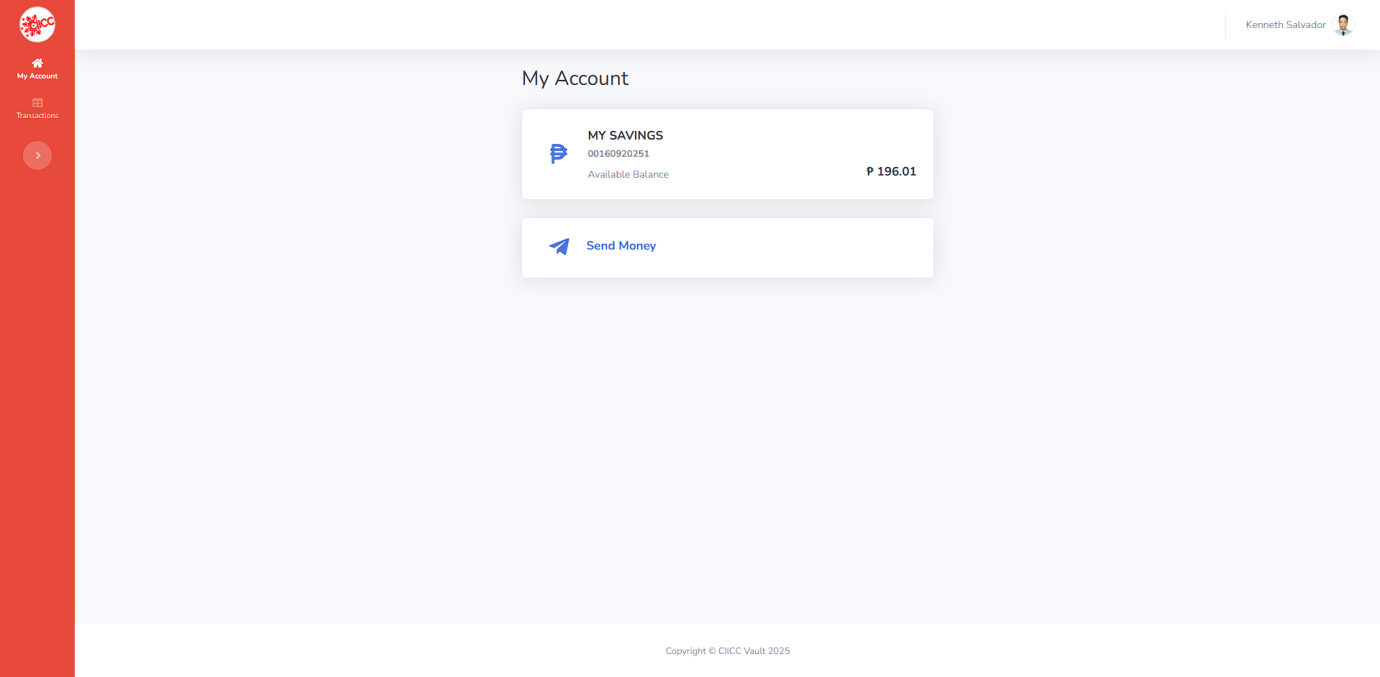 CIICC
My Account
Transactions
Kenneth Salvador
My Account
MY SAVINGS
00160920251
Available Balance
₱ 196.01
Send Money
Copyright © CIICC Vault 2025